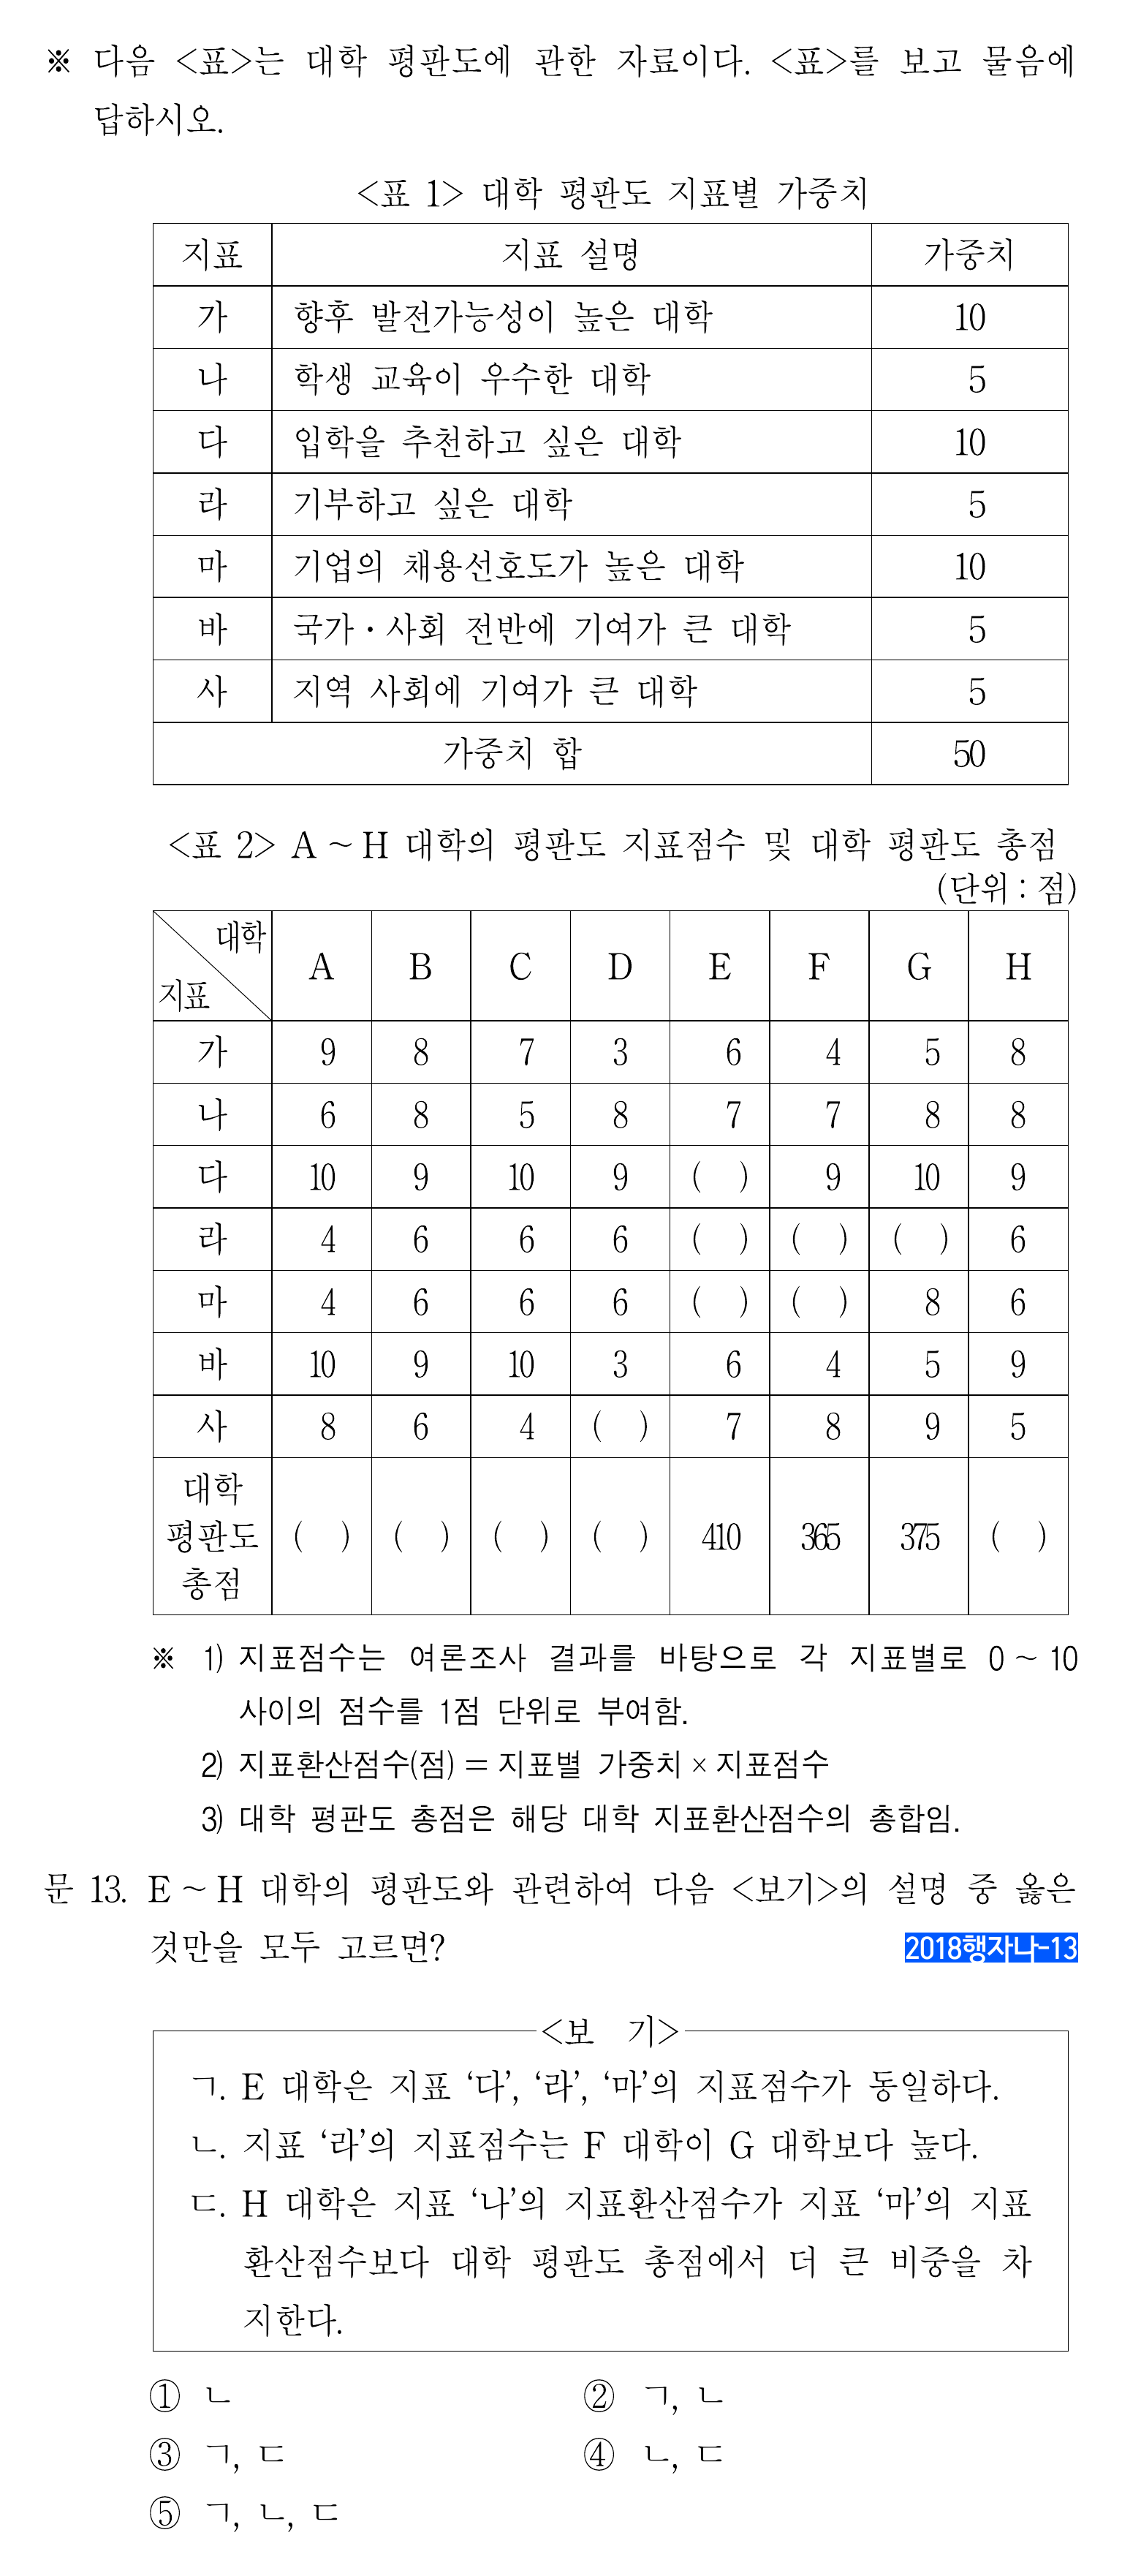 ※ 다음 <표>는 대학 평판도에 관한 자료이다. <표>를 보고 물음에
답하시오.
<표 1> 대학 평판도 지표별 가중치
지표 지표 설명 가중치
가 향후 발전가능성이 높은 대학 10
나 학생 교육이 우수한 대학 5
다 입학을 추천하고 싶은 대학 10
라 기부하고 싶은 대학 5
마 기업의 채용선호도가 높은 대학 10
바 국가·사회 전반에 기여가 큰 대학 5
사 지역 사회에 기여가 큰 대학 5
가중치 합 50
<표 2> A ~ H 대학의 평판도 지표점수 및 대학 평판도 총점
(단위 : 점)
대학
지표 A B C D E F G H
가 9 8 7 3 6 4 5 8
나 6 8 5 8 7 7 8 8
다 10 9 10 9 ( ) 9 10 9
라 4 6 6 6 ( ) ( ) ( ) 6
마 4 6 6 6 ( ) ( ) 8 6
바 10 9 10 3 6 4 5 9
사 8 6 4 ( ) 7 8 9 5
대학
평판도
총점 ( ) ( ) ( ) ( ) 410 365 375 ( )
※ 1) 지표점수는 여론조사 결과를 바탕으로 각 지표별로 0 ~ 10
사이의 점수를 1점 단위로 부여함.
2) 지표환산점수(점) = 지표별 가중치 × 지표점수
3) 대학 평판도 총점은 해당 대학 지표환산점수의 총합임.
문 13. E ~ H 대학의 평판도와 관련하여 다음 <보기>의 설명 중 옳은
것만을 모두 고르면? 2018행자나-13
<보 기>
ㄱ. E 대학은 지표 ‘다’, ‘라’, ‘마’의 지표점수가 동일하다.
ㄴ. 지표 ‘라’의 지표점수는 F 대학이 G 대학보다 높다.
ㄷ. H 대학은 지표 ‘나’의 지표환산점수가 지표 ‘마’의 지표
환산점수보다 대학 평판도 총점에서 더 큰 비중을 차
지한다.
① ㄴ ② ㄱ, ㄴ
③ ㄱ, ㄷ ④ ㄴ, ㄷ
⑤ ㄱ, ㄴ, ㄷ